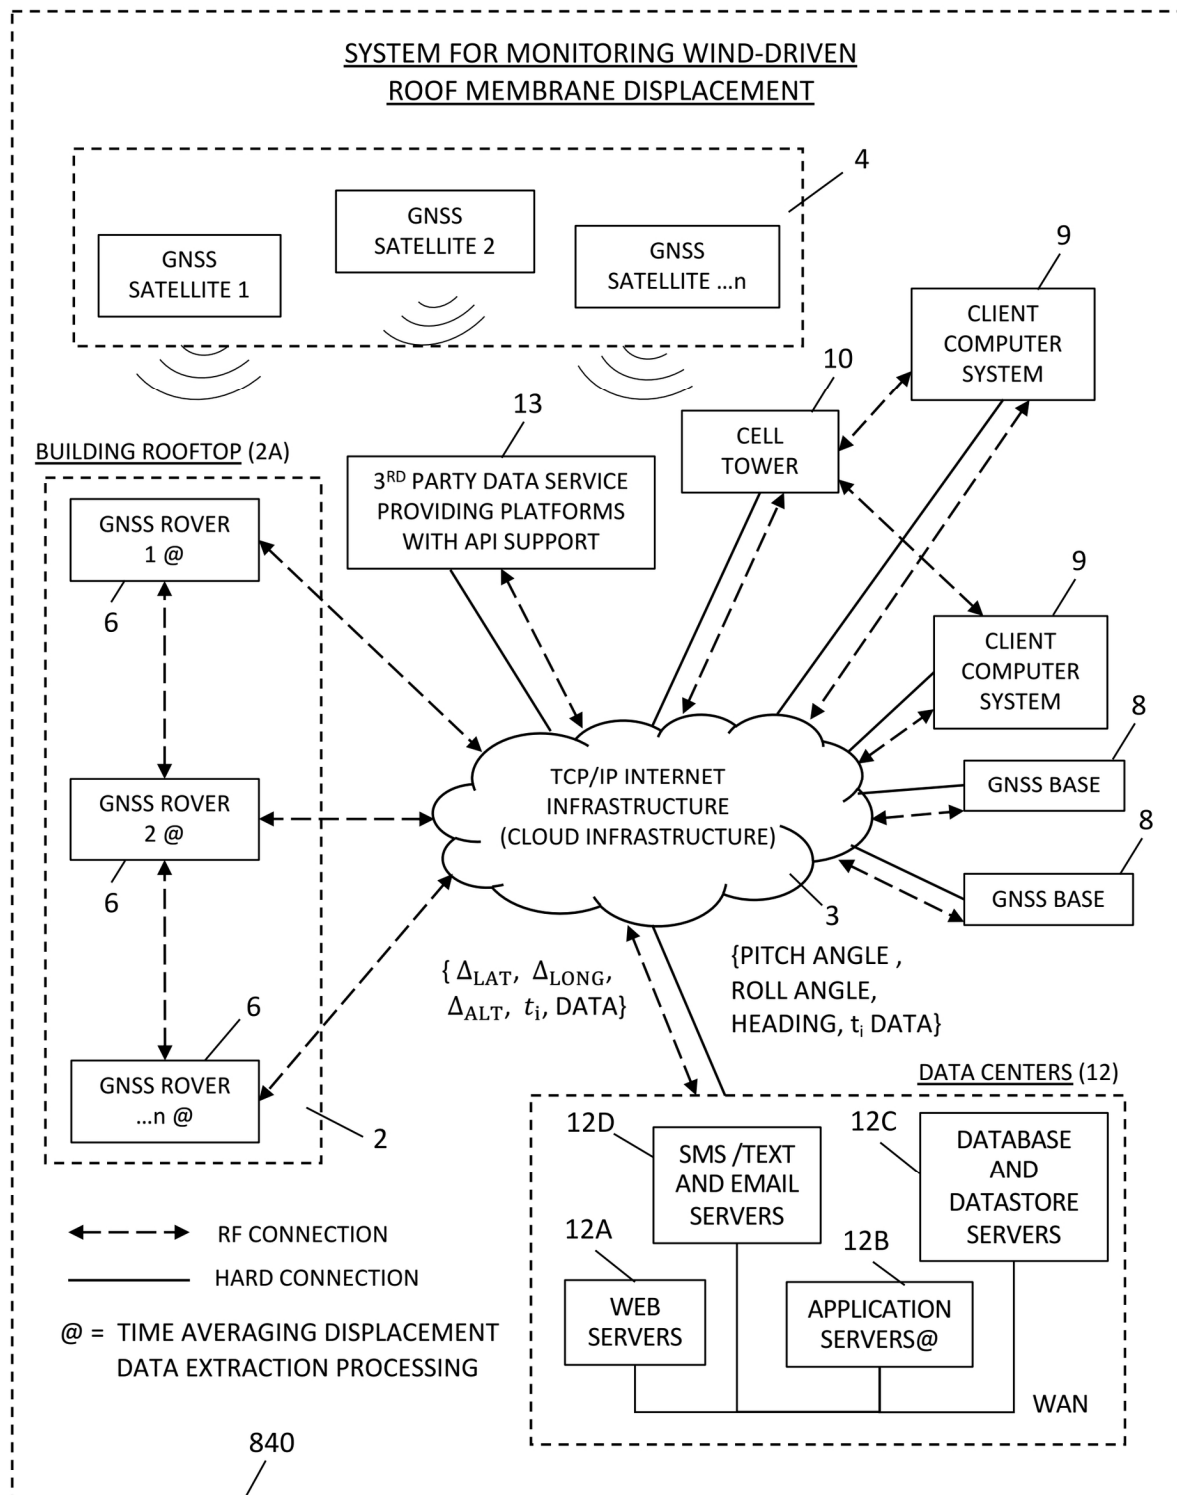 SYSTEM FOR MONITORING WIND-DRIVEN
ROOF MEMBRANE DISPLACEMENT
4
GNSS
SATELLITE 1
GNSS
SATELLITE 2
GNSS
SATELLITE ...n
9
CLIENT
COMPUTER
SYSTEM
10
CELL
TOWER
13
3RD PARTY DATA SERVICE
PROVIDING PLATFORMS
WITH API SUPPORT
BUILDING ROOFTOP (2A)
GNSS ROVER
1 @
6
9
CLIENT
COMPUTER
SYSTEM
8
GNSS BASE
8
GNSS BASE
TCP/IP INTERNET
INFRASTRUCTURE
(CLOUD INFRASTRUCTURE)
3
GNSS ROVER
2 @
6
{ ΔLAT, ΔLONG,
ΔALT, ti, DATA}
{PITCH ANGLE ,
ROLL ANGLE,
HEADING, ti DATA}
6
GNSS ROVER
...n @
2
DATA CENTERS (12)
12D
SMS /TEXT
AND EMAIL
SERVERS
12C
DATABASE
AND
DATASTORE
SERVERS
12A
WEB
SERVERS
12B
APPLICATION
SERVERS@
WAN
RF CONNECTION
HARD CONNECTION
@ = TIME AVERAGING DISPLACEMENT
DATA EXTRACTION PROCESSING
840